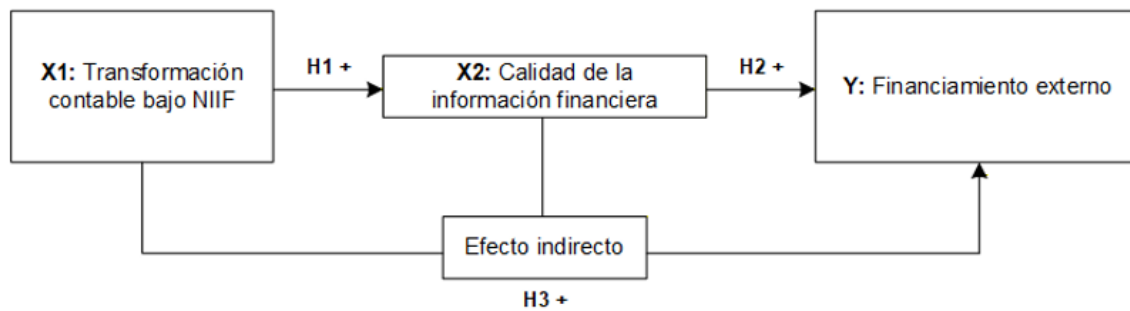 X1: Transformación
contable bajo NIIF
H1 +
X2: Calidad de la
información financiera
H2 +
Y: Financiamiento externo
Efecto indirecto
H3 +